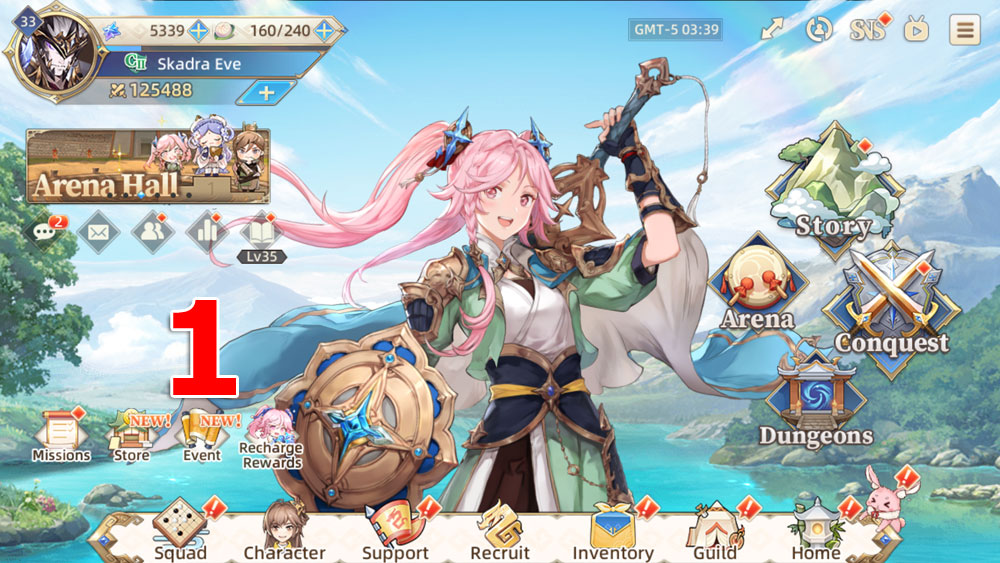 33
5339
160/240
GMT-5 03:39
SNS
Skadra Eve
125488
Arena Hall
1
2
Lv35
Story
Arena
Conquest
Dungeons
1
NEW!
NEW!
Missions
Store
Event
Recharge
Rewards
Squad
Character
Support
Recruit
Inventory
Guild
Home